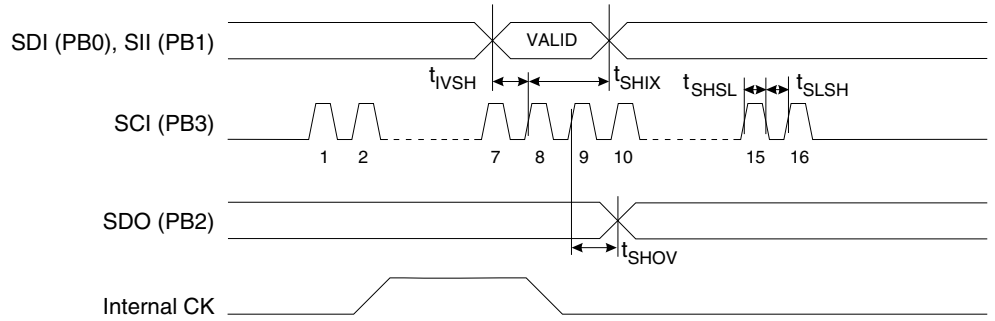 SDI (PB0), SII (PB1)
VALID
tIVSH
tSHIX
tSHSL
tSLSH
SCI (PB3)
1 2 7 8 9 10 15 16
SDO (PB2)
tSHOV
Internal CK